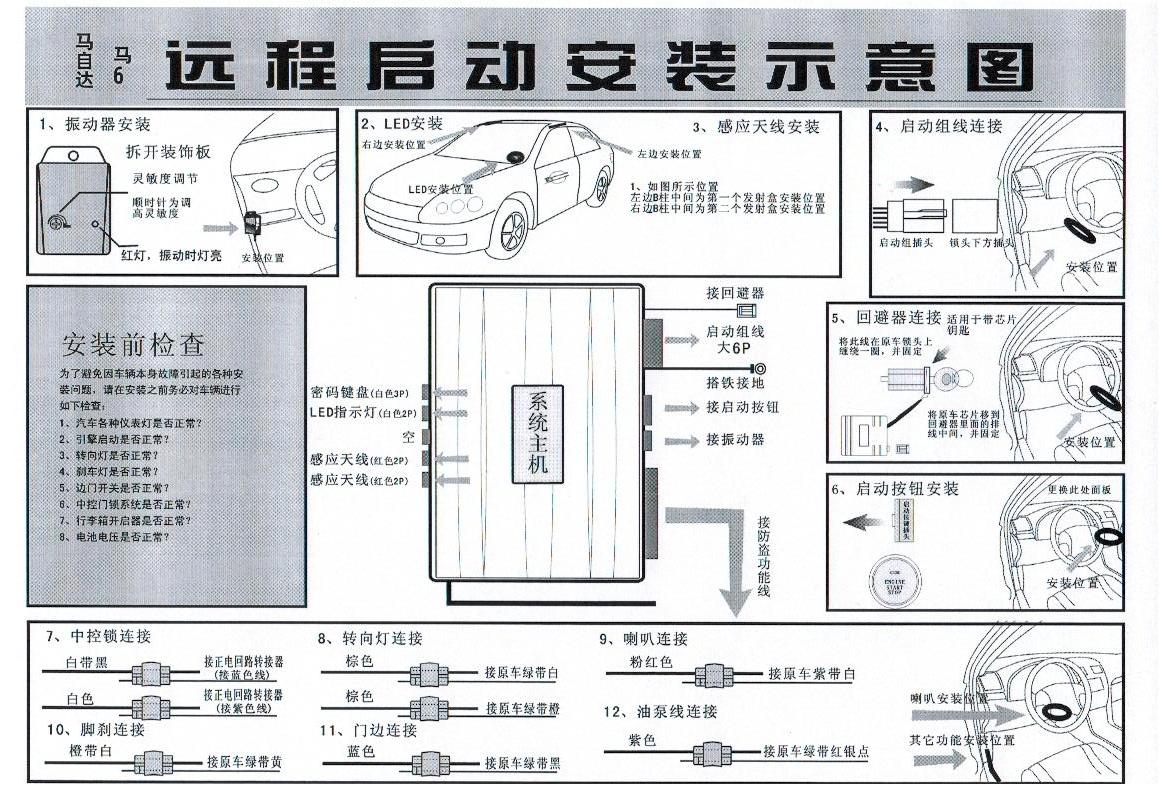 马自达
马6
远程启动安装示意图
1、振动器安装
拆开装饰板
灵敏度调节
顺时针为调
高灵敏度
红灯，振动时灯亮
安装位置
2、LED安装
右边安装位置
LED安装位置
3、感应天线安装
左边安装位置
1、如图所示位置
左边B柱中间为第一个发射盒安装位置
右边B柱中间为第二个发射盒安装位置
4、启动组线连接
启动组插头
锁头下方插头
安装位置
安装前检查
为了避免因车辆本身故障引起的各种安
装问题，请在安装之前务必对车辆进行
如下检查：
1、汽车各种仪表灯是否正常？
2、引擎启动是否正常？
3、转向灯是否正常？
4、刹车灯是否正常？
5、边门开关是否正常？
6、中控门锁系统是否正常？
7、行李箱开启器是否正常？
8、电池电压是否正常？
密码键盘(白色3P)
LED指示灯(白色2P)
空
感应天线(红色2P)
感应天线(红色2P)
系统主机
接回避器
启动组线
大6P
搭铁接地
接启动按钮
接振动器
接防盗功能线
5、回避器连接 适用于带芯片
钥匙
将此线在原车锁头上
缠绕一圈，并固定
将原车芯片移到
回避器里面的排
线中间，并固定
安装位置
6、启动按钮安装
更换此处面板
启动按键插头
ENGINE
START
STOP
安装位置
7、中控锁连接
白带黑
接正电回路转接器
(接蓝色线)
白色
接正电回路转接器
(接紫色线)
8、转向灯连接
棕色
接原车绿带白
棕色
接原车绿带橙
9、喇叭连接
粉红色
接原车紫带白
10、脚刹连接
橙带白
接原车绿带黄
11、门边连接
蓝色
接原车绿带黑
12、油泵线连接
紫色
接原车绿带红银点
喇叭安装位置
其它功能安装位置